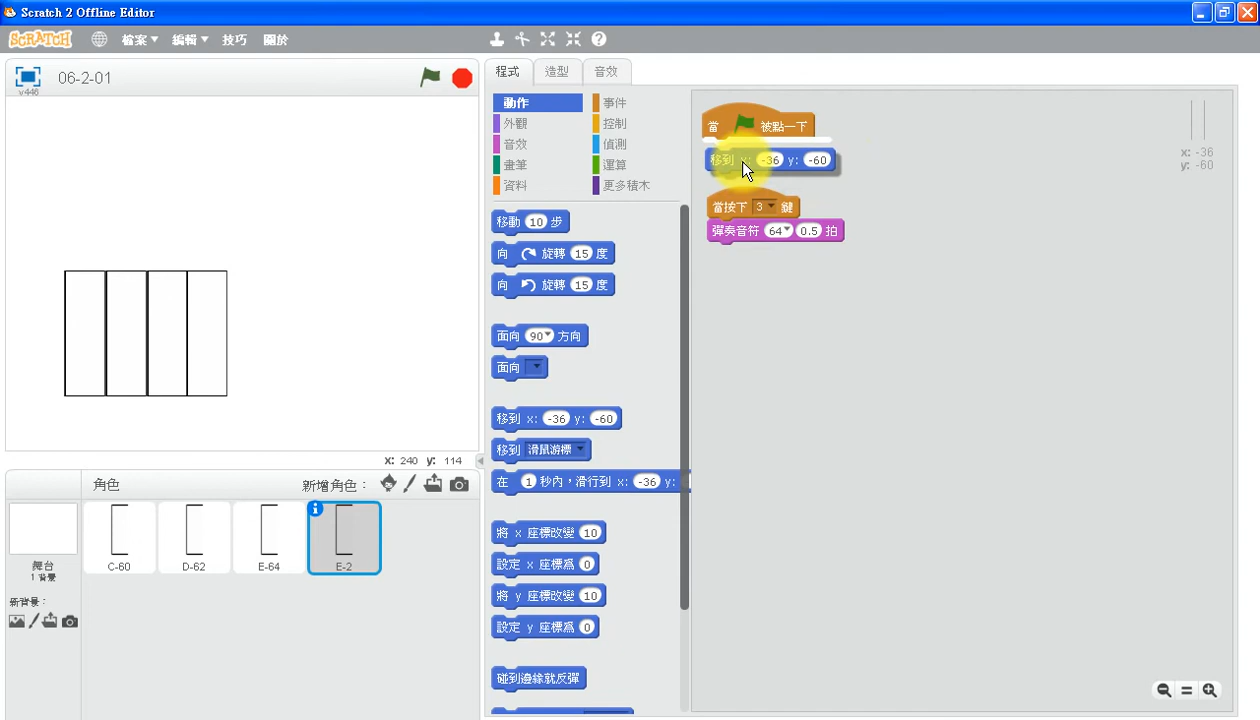 Scratch 2 Offline Editor
SCRATCH 檔案 編輯 技巧 關於
v446 06-2-01
程式 造型 音效
動作 事件
外觀 控制
音效 偵測
畫筆 運算
資料 更多積木
移動 10 步
向 旋轉 15 度
向 旋轉 15 度
面向 90 方向
面向
移到 x: -36 y: -60
移到 滑鼠游標
在 1 秒內，滑行到 x: -36 y:
將 x 座標改變 10
設定 x 座標為 0
將 y 座標改變 10
設定 y 座標為 0
碰到邊緣就反彈
當 被點一下
移到 x: -36 y: -60
當按下 3 鍵
彈奏音符 64 0.5 拍
x: -36
y: -60
x: 240 y: 114
角色 新增角色：
舞台
1 背景
新背景：
C-60 D-62 E-64 E-2